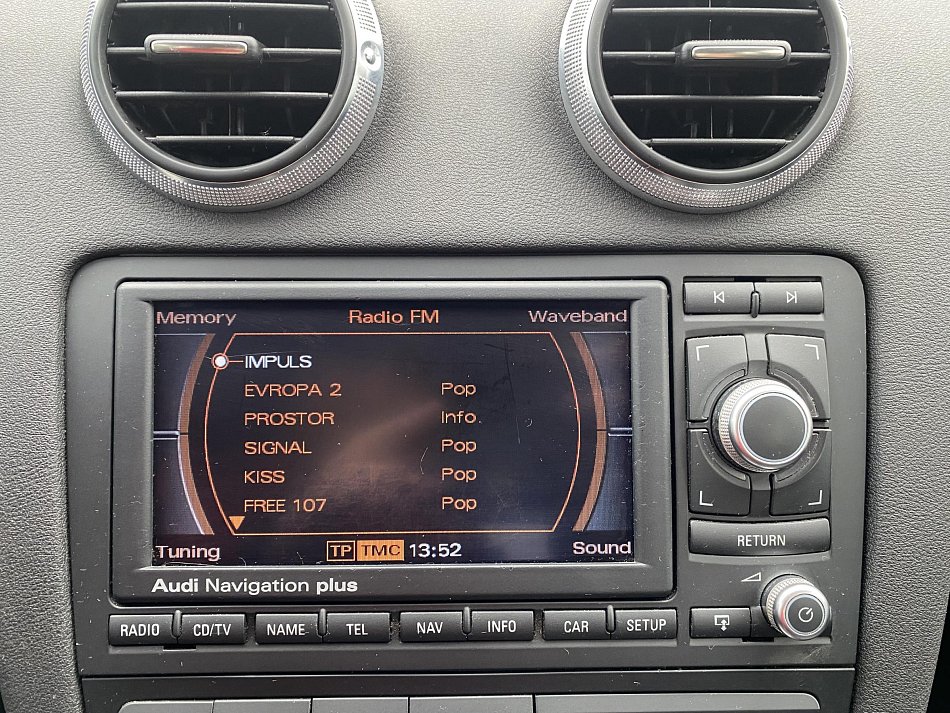 Memory Radio FM Waveband
IMPULS
EVROPA 2 Pop
PROSTOR Info
SIGNAL Pop
KISS Pop
FREE 107 Pop
Tuning TP TMC 13:52 Sound
Audi Navigation plus
RETURN
RADIO CD/TV NAME TEL NAV INFO CAR SETUP